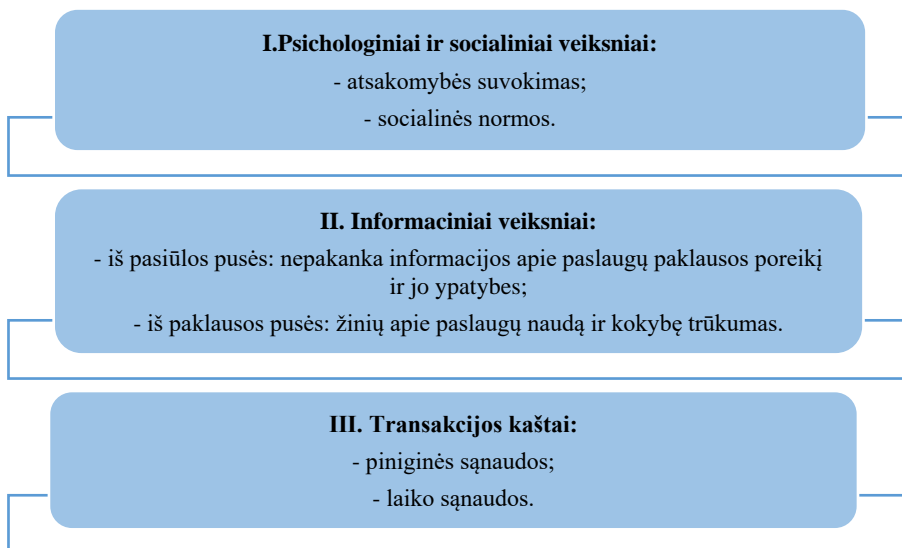 I.Psichologiniai ir socialiniai veiksniai:
- atsakomybės suvokimas;
- socialinės normos.
II. Informaciniai veiksniai:
- iš pasiūlos pusės: nepakanka informacijos apie paslaugų paklausos poreikį
ir jo ypatybes;
- iš paklausos pusės: žinių apie paslaugų naudą ir kokybę trūkumas.
III. Transakcijos kaštai:
- piniginės sąnaudos;
- laiko sąnaudos.